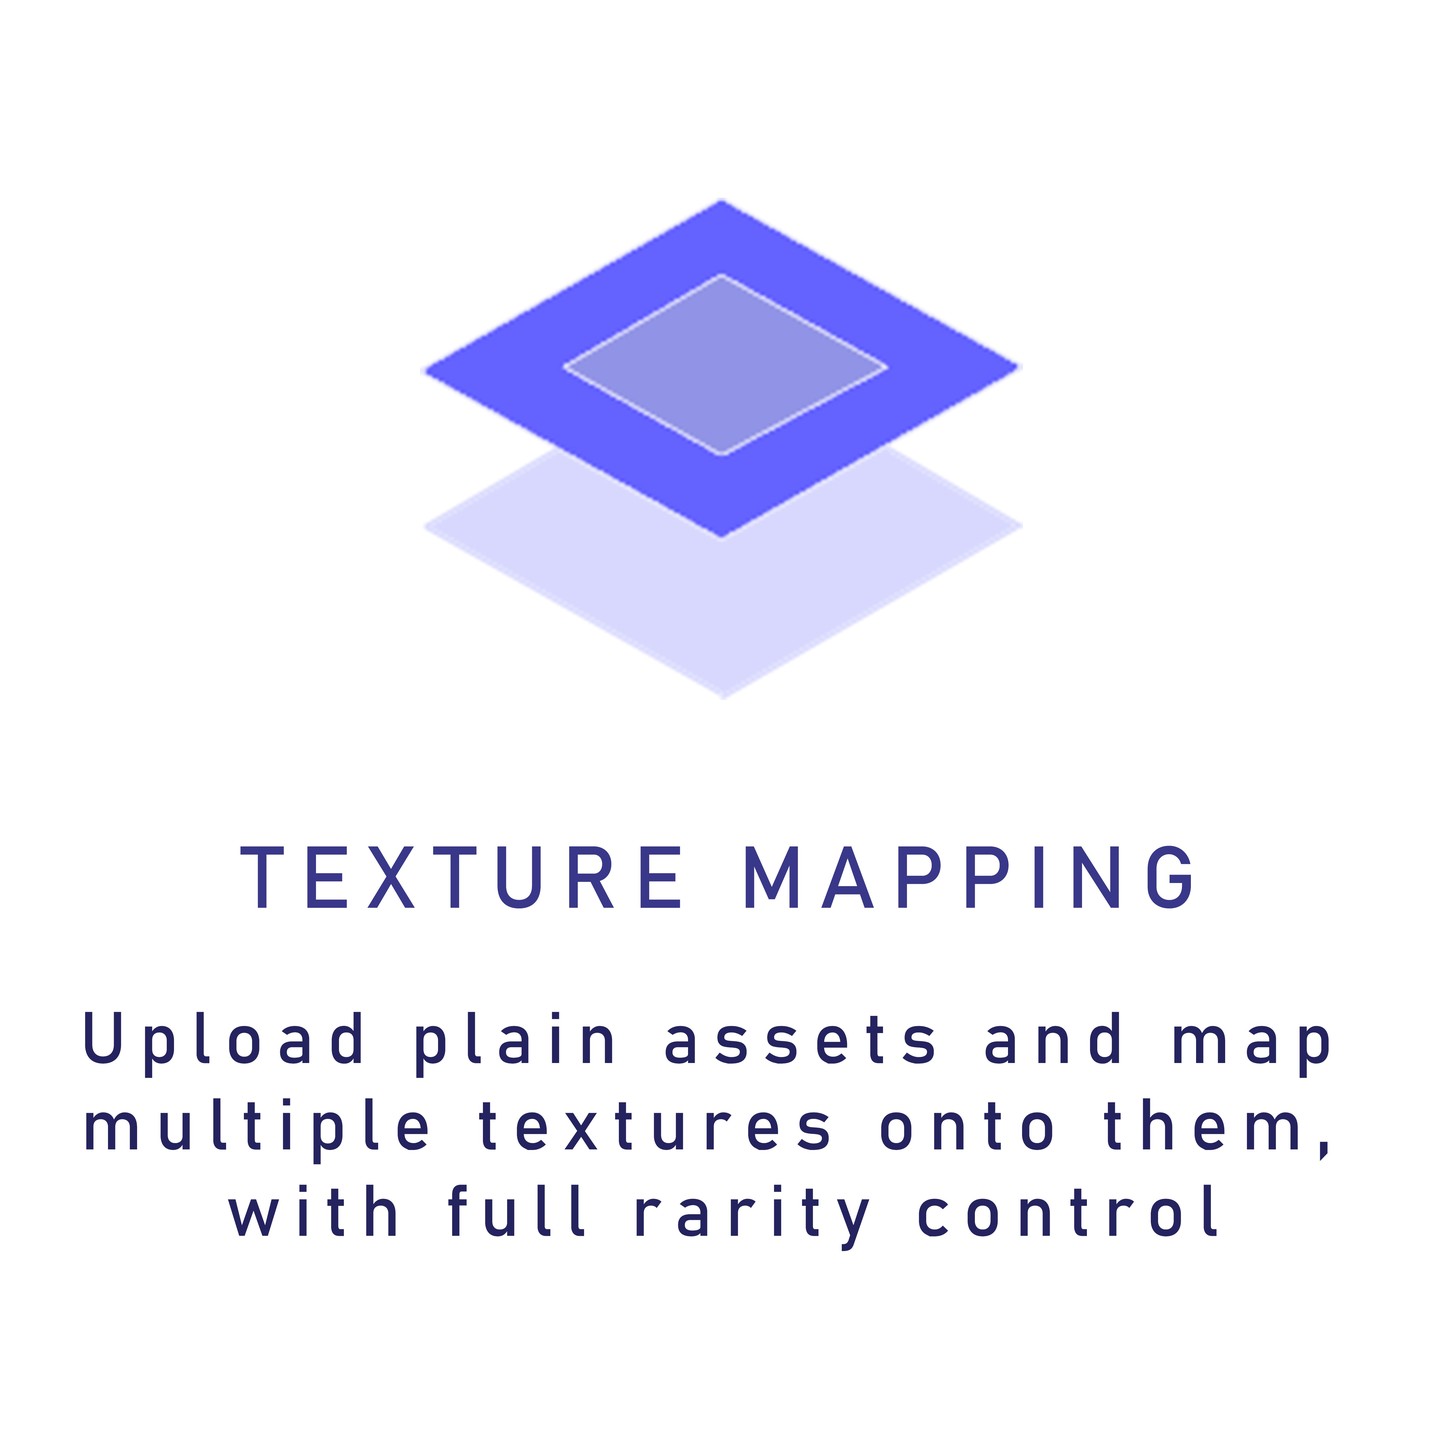 TEXTURE MAPPING
Upload plain assets and map
multiple textures onto them,
with full rarity control